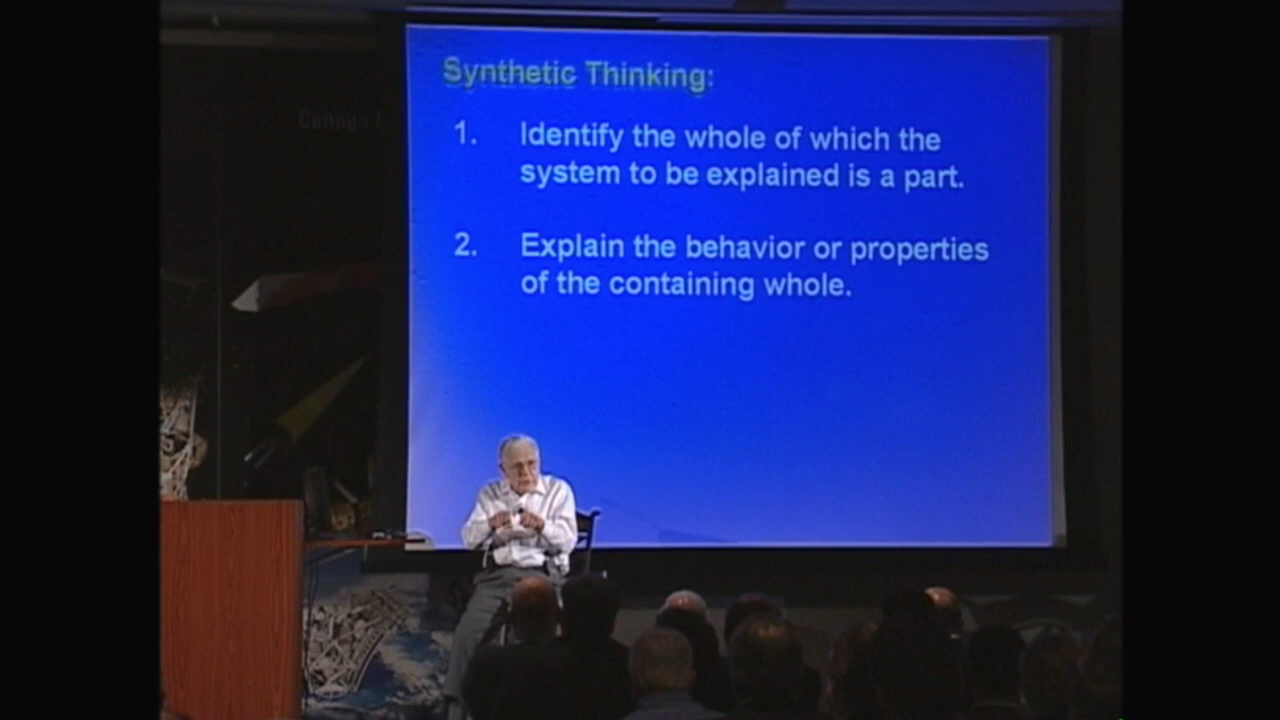 Synthetic Thinking:
1. Identify the whole of which the
system to be explained is a part.
2. Explain the behavior or properties
of the containing whole.
Canoga